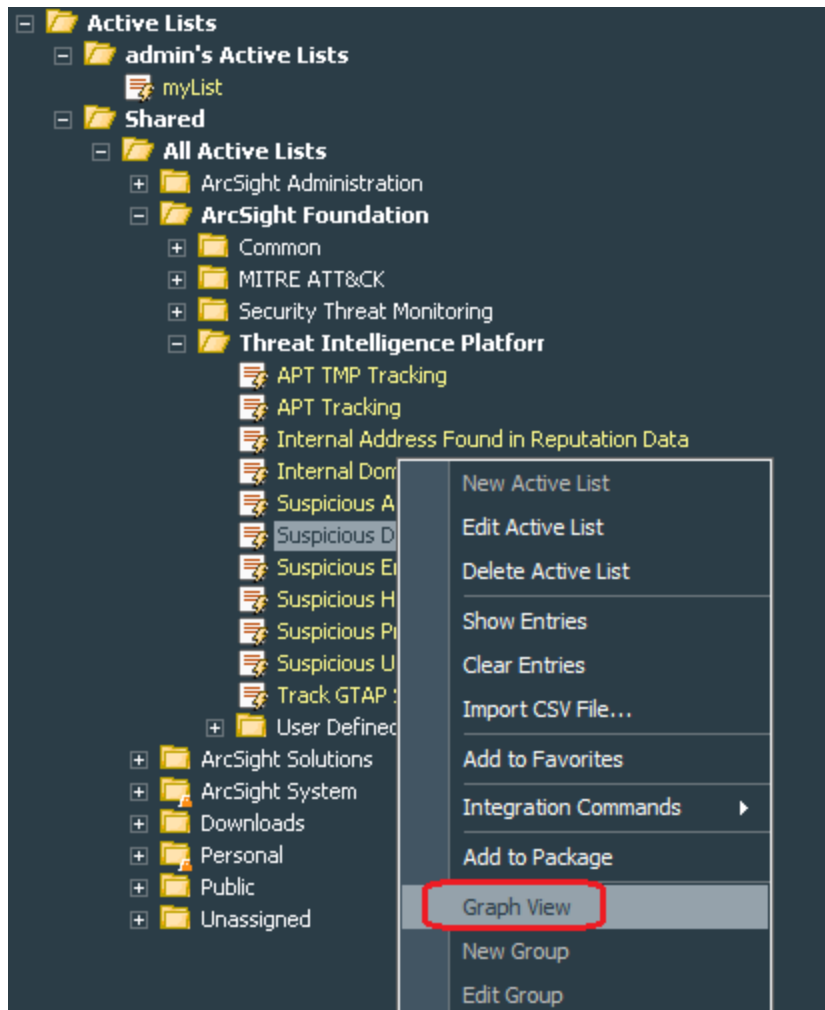 Active Lists
admin's Active Lists
myList
Shared
All Active Lists
ArcSight Administration
ArcSight Foundation
Common
MITRE ATT&CK
Security Threat Monitoring
Threat Intelligence
APT TMP Tracking
APT Tracking
Internal Address Found in Reputation Data
Internal
Suspicious
Suspicious
Suspicious
Suspicious
Suspicious
Suspicious
Track GTAP
User Defined
ArcSight Solutions
ArcSight System
Downloads
Personal
Public
Unassigned
New Active List
Edit Active List
Delete Active List
Show Entries
Clear Entries
Import CSV File...
Add to Favorites
Integration Commands
Add to Package
Graph View
New Group
Edit Group